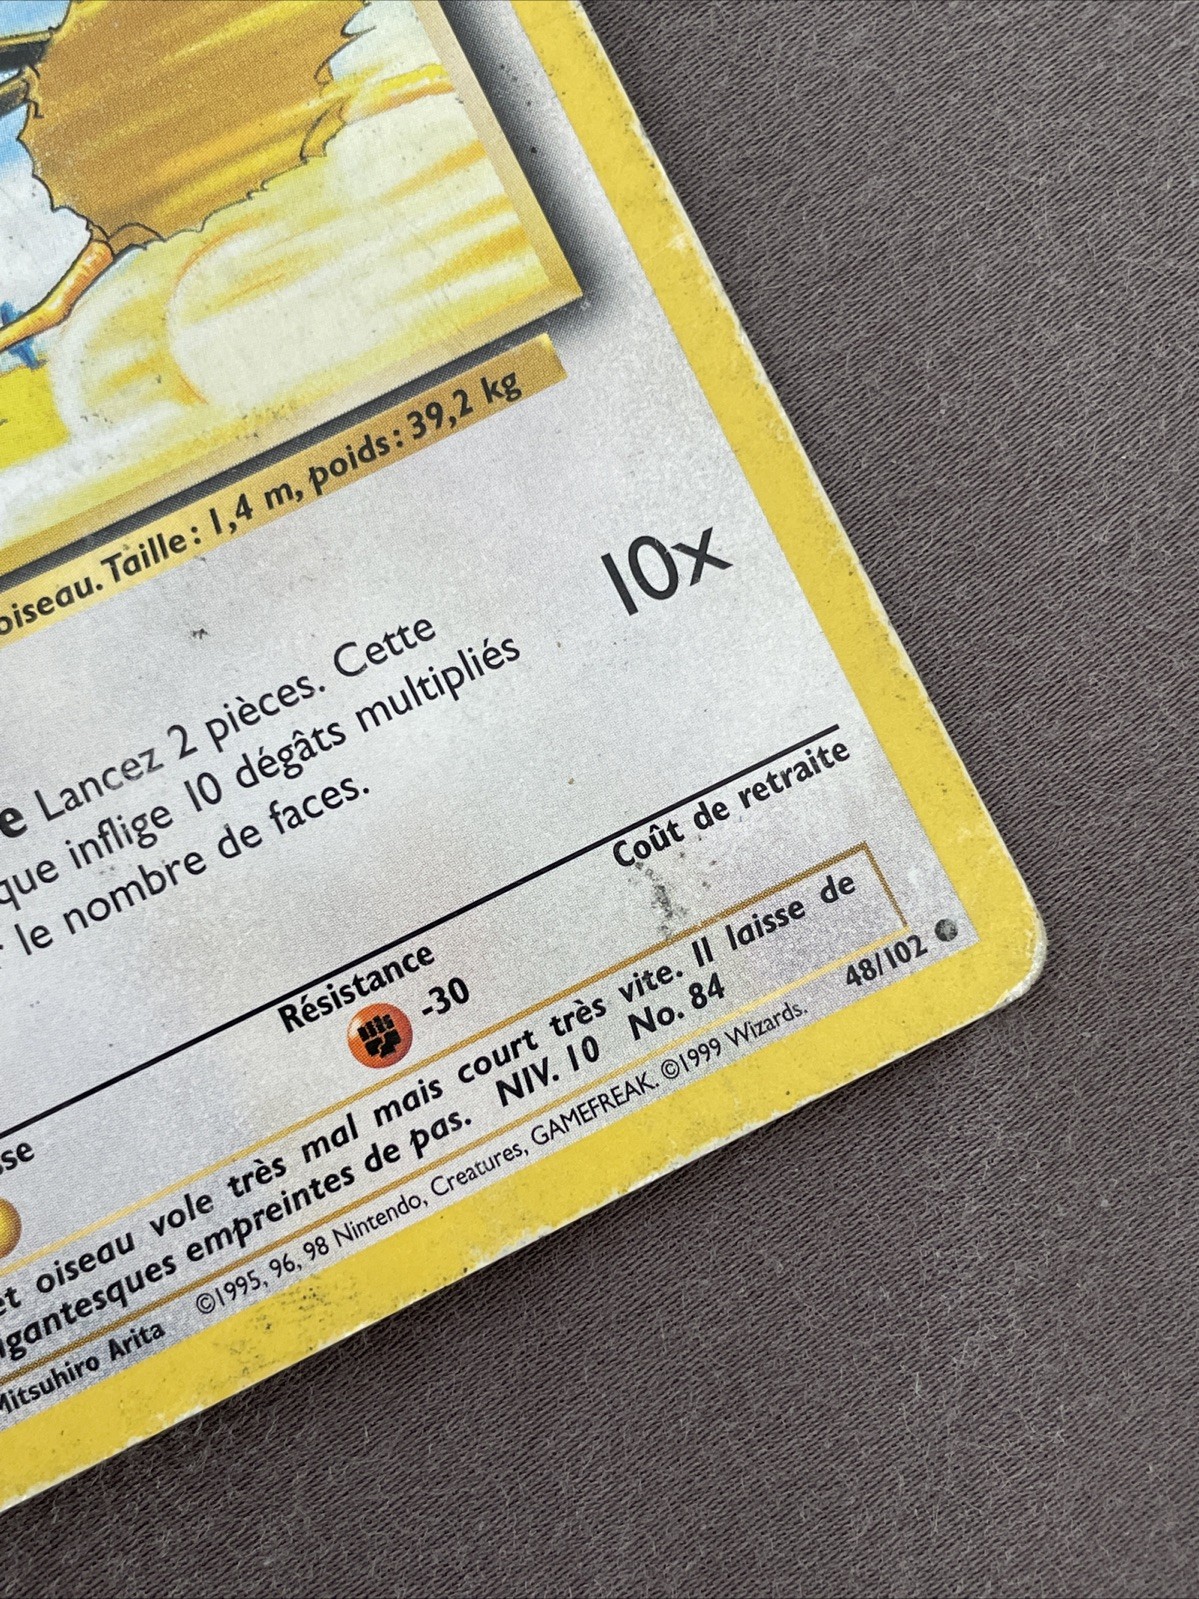 oiseau. Taille: 1,4 m, poids: 39,2 kg
10x
e Lancez 2 pièces. Cette
que inflige 10 dégâts multipliés
le nombre de faces.
Coût de retraite
Résistance
-30
sse
et oiseau vole très mal mais court très vite. Il laisse de
gantesques empreintes de pas. NIV. 10 No. 84
Mitsuhiro Arita ©1995, 96, 98 Nintendo, Creatures, GAMEFREAK. ©1999 Wizards. 48/102